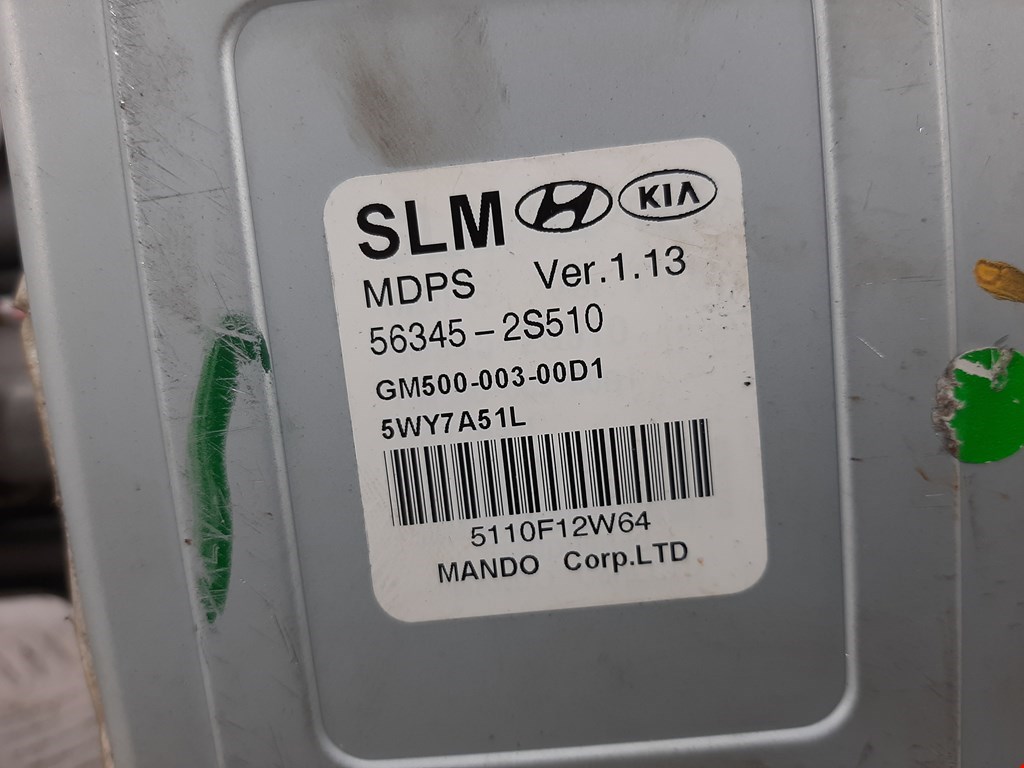 SLM KIA
MDPS Ver.1.13
56345-2S510
GM500-003-00D1
5WY7A51L
5110F12W64
MANDO Corp.LTD